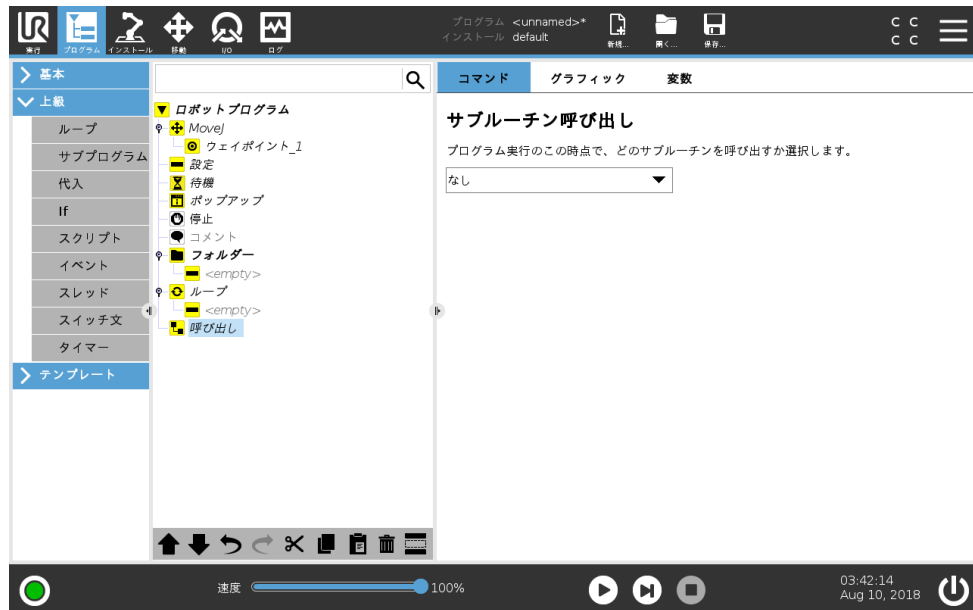 UR
実行
プログラム
インストール
移動
I/O
ログ
プログラム <unnamed>*
インストール default
新規...
開く...
保存...
C C
C C
基本
上級
ループ
サブプログラム
代入
If
スクリプト
イベント
スレッド
スイッチ文
タイマー
テンプレート
ロボットプログラム
MoveJ
ウェイポイント_1
設定
待機
ポップアップ
停止
コメント
フォルダー
<empty>
ループ
<empty>
呼び出し
コマンド グラフィック 変数
サブルーチン呼び出し
プログラム実行のこの時点で、どのサブルーチンを呼び出すか選択します。
なし
速度 100%
03:42:14
Aug 10, 2018